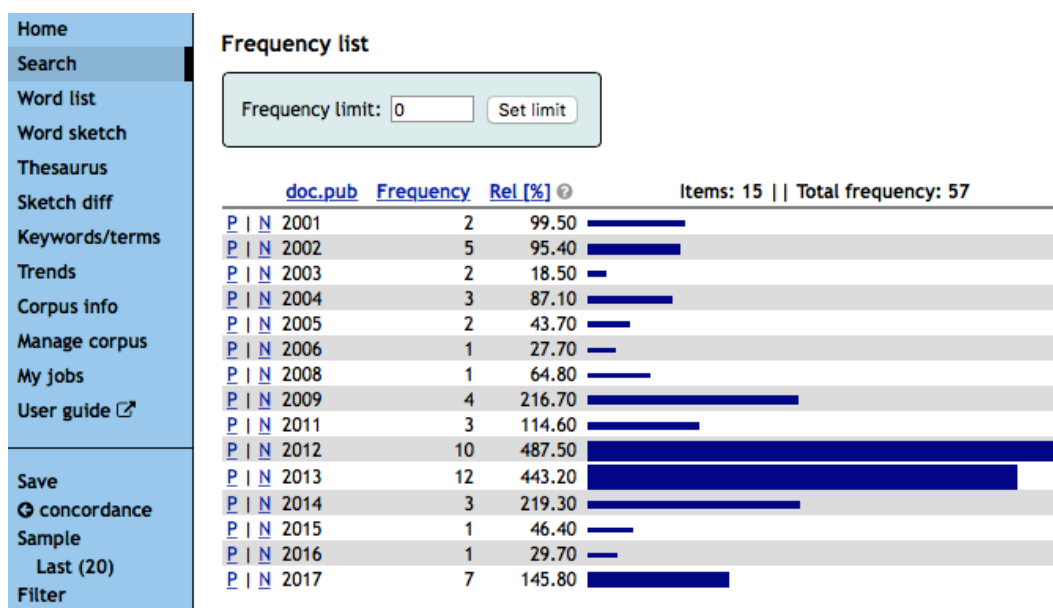 Home
Search
Word list
Word sketch
Thesaurus
Sketch diff
Keywords/terms
Trends
Corpus info
Manage corpus
My jobs
User guide
Save
concordance
Sample
Last (20)
Filter
Frequency list
Frequency limit: 0 Set limit
doc.pub Frequency Rel [%] ? Items: 15 || Total frequency: 57
P | N 2001 2 99.50
P | N 2002 5 95.40
P | N 2003 2 18.50
P | N 2004 3 87.10
P | N 2005 2 43.70
P | N 2006 1 27.70
P | N 2008 1 64.80
P | N 2009 4 216.70
P | N 2011 3 114.60
P | N 2012 10 487.50
P | N 2013 12 443.20
P | N 2014 3 219.30
P | N 2015 1 46.40
P | N 2016 1 29.70
P | N 2017 7 145.80